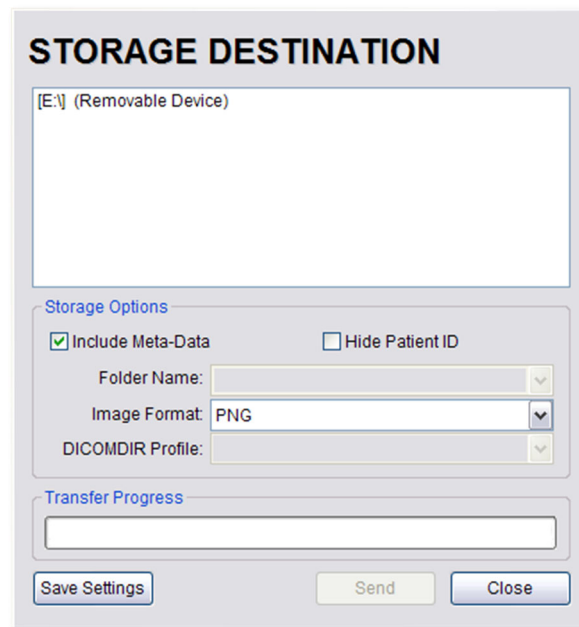 STORAGE DESTINATION
[E:\] (Removable Device)
Storage Options
Include Meta-Data Hide Patient ID
Folder Name:
Image Format: PNG
DICOMDIR Profile:
Transfer Progress
Save Settings Send Close